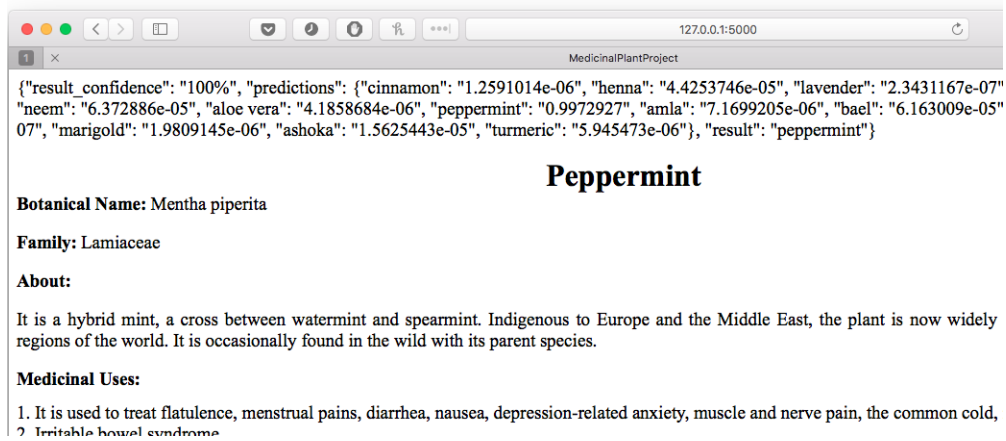 127.0.0.1:5000
1
MedicinalPlantProject
{"result_confidence": "100%", "predictions": {"cinnamon": "1.2591014e-06", "henna": "4.4253746e-05", "lavender": "2.3431167e-07"
"neem": "6.372886e-05", "aloe vera": "4.1858684e-06", "peppermint": "0.9972927", "amla": "7.1699205e-06", "bael": "6.163009e-05"
07", "marigold": "1.9809145e-06", "ashoka": "1.5625443e-05", "turmeric": "5.945473e-06"}, "result": "peppermint"}
Peppermint
Botanical Name: Mentha piperita
Family: Lamiaceae
About:
It is a hybrid mint, a cross between watermint and spearmint. Indigenous to Europe and the Middle East, the plant is now widely
regions of the world. It is occasionally found in the wild with its parent species.
Medicinal Uses:
1. It is used to treat flatulence, menstrual pains, diarrhea, nausea, depression-related anxiety, muscle and nerve pain, the common cold,
2. Irritable bowel syndrome